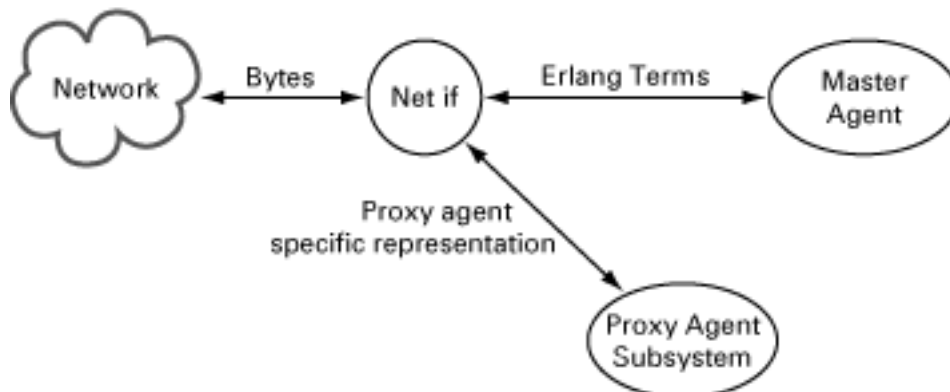 Network
Bytes
Net if
Erlang Terms
Master
Agent
Proxy agent
specific representation
Proxy Agent
Subsystem